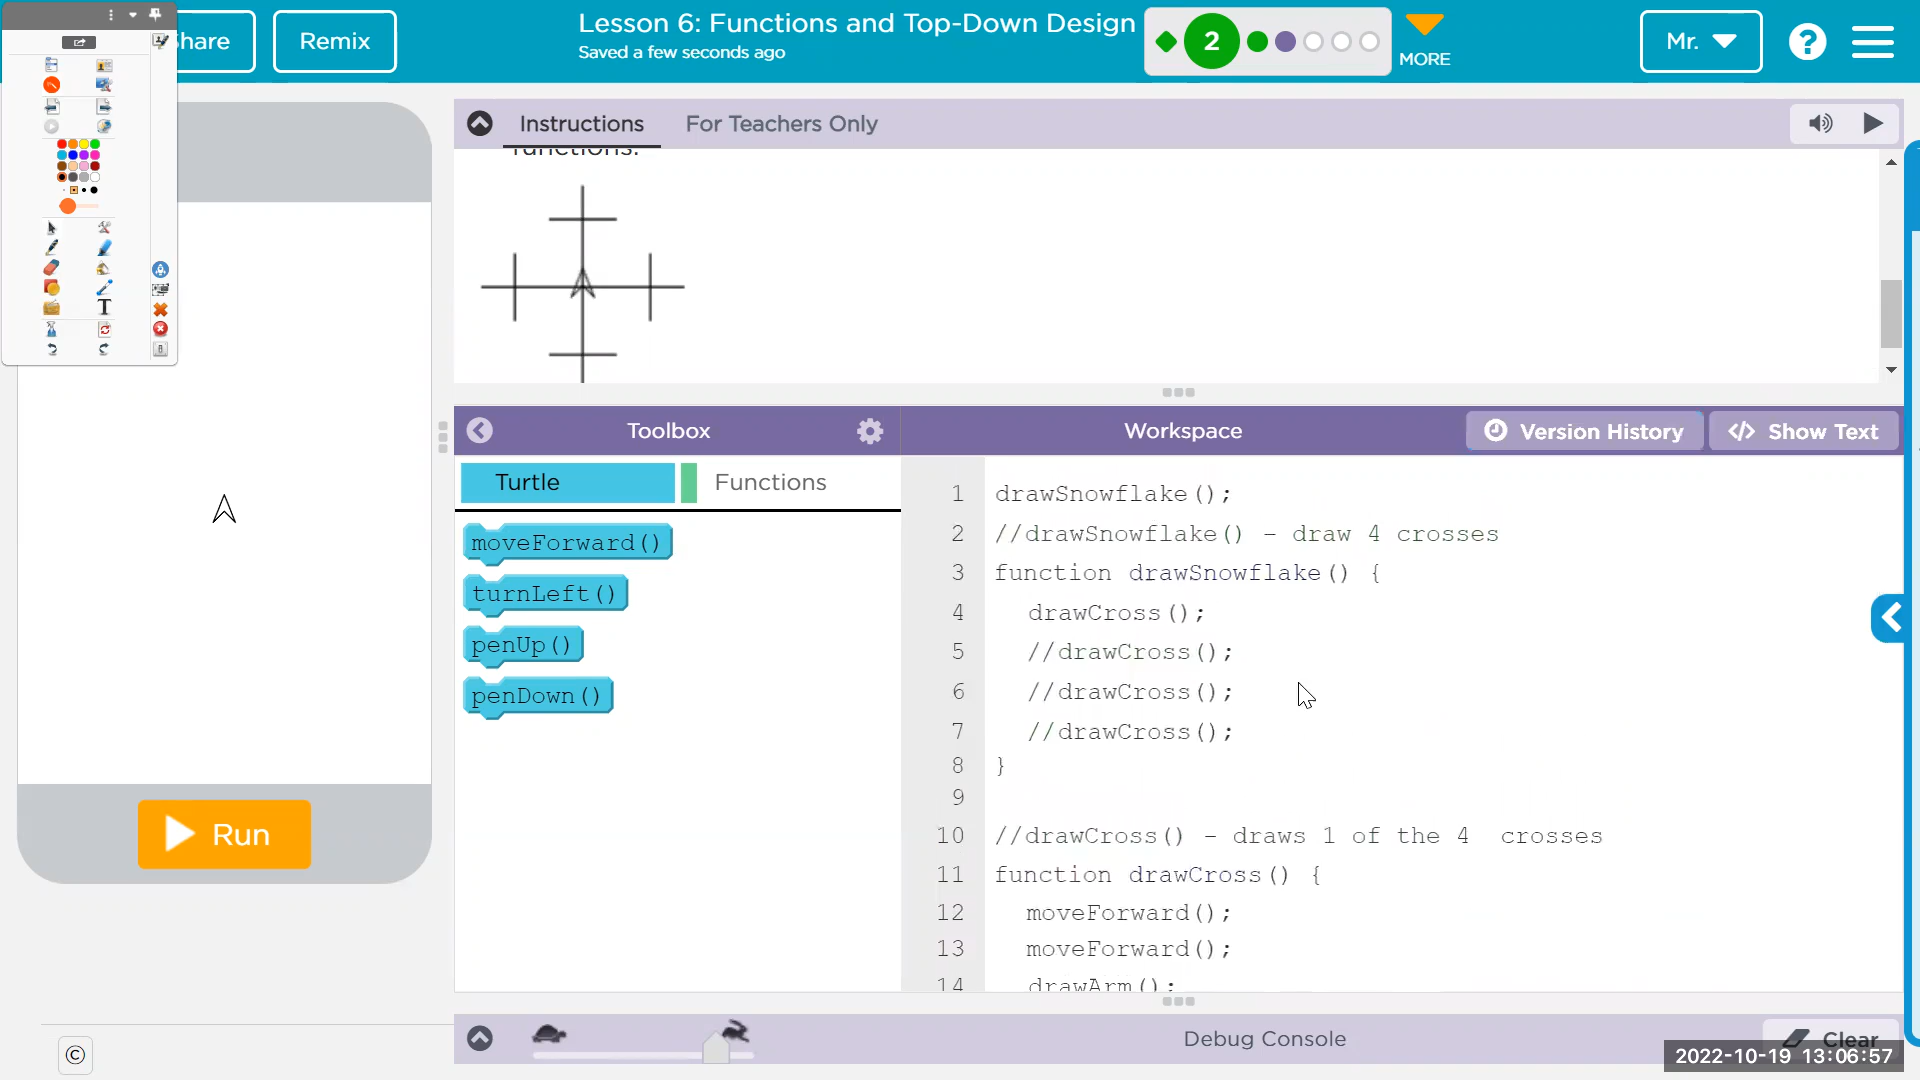 Share
Remix
Lesson 6: Functions and Top-Down Design
Saved a few seconds ago
2
MORE
Mr.
?
Instructions
For Teachers Only
functions:
Toolbox
Workspace
Version History
</> Show Text
Turtle
Functions
moveForward()
turnLeft()
penUp()
penDown()
1 drawSnowflake();
2 //drawSnowflake() - draw 4 crosses
3 function drawSnowflake() {
4 drawCross();
5 //drawCross();
6 //drawCross();
7 //drawCross();
8 }
9
10 //drawCross() - draws 1 of the 4  crosses
11 function drawCross() {
12 moveForward();
13 moveForward();
14 drawArm();
Run
T
©
Debug Console
Clear
2022-10-19 13:06:57